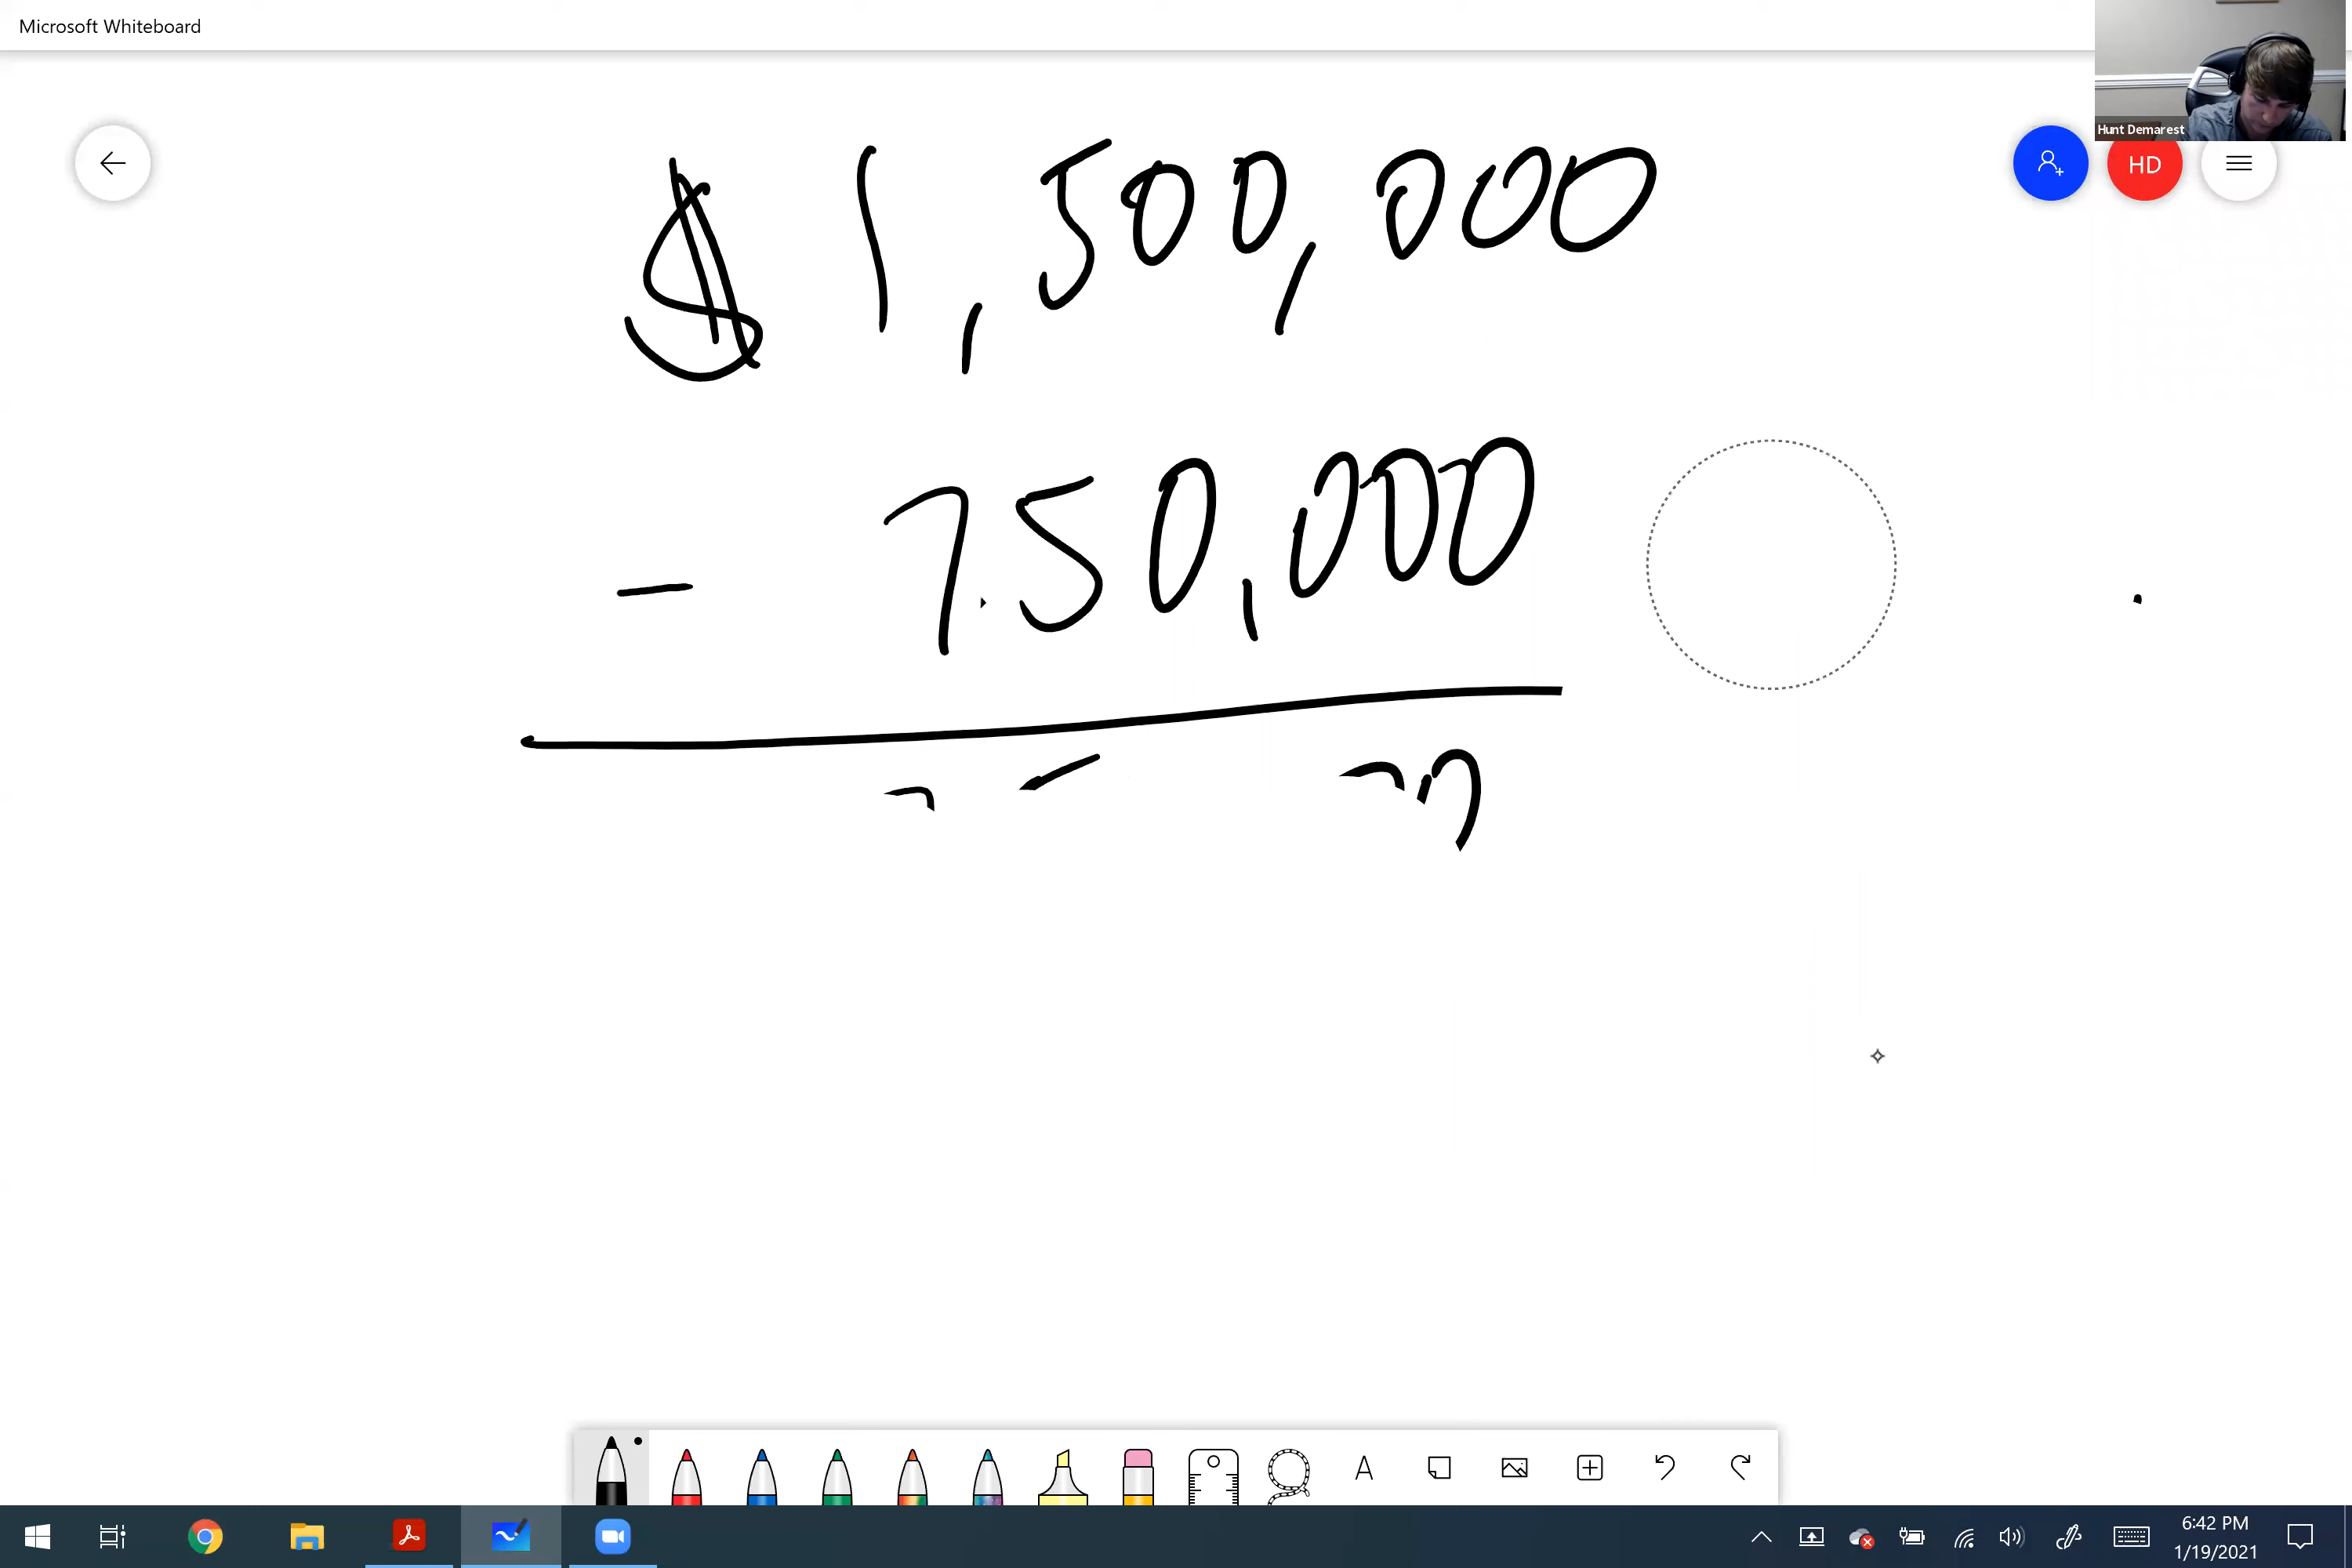 Microsoft Whiteboard
Hunt Demarest
HD
$ 1,500,000
- 750,000
A
6:42 PM
1/19/2021